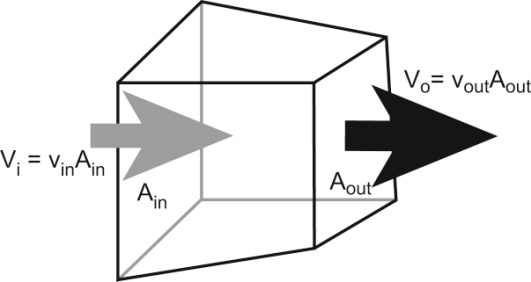 Vᵢ = vᵢₙAᵢₙ
Aᵢₙ
Aₒᵤₜ
Vₒ= vₒᵤₜAₒᵤₜ